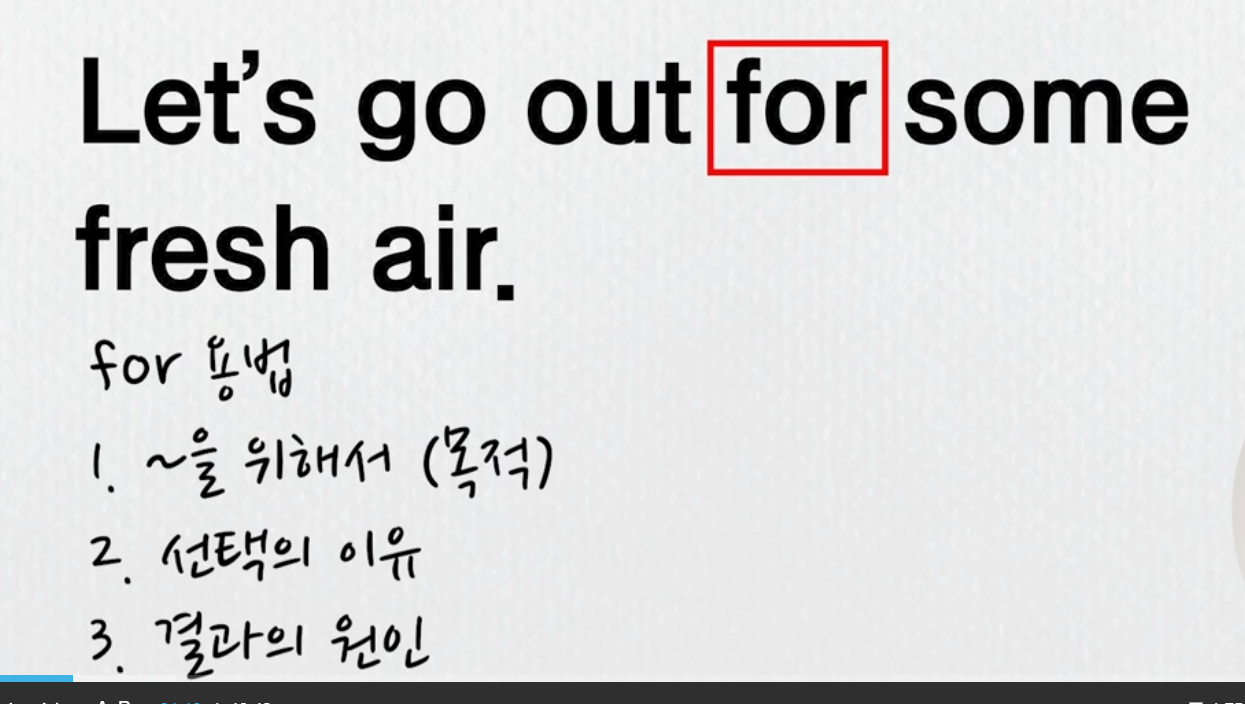 Let's go out for some
fresh air.
for 용법
1. ~을 위해서 (목적)
2. 선택의 이유
3. 결과의 원인